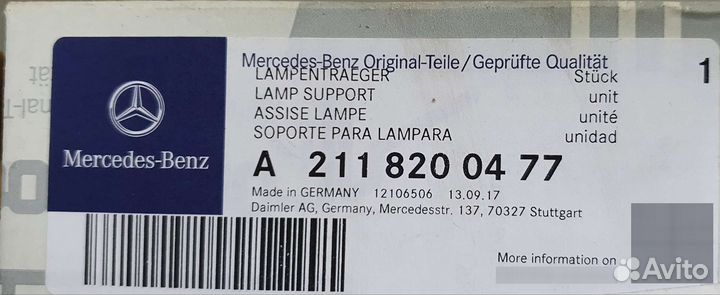 Mercedes-Benz Original-Teile/Geprüfte Qualität
LAMPENTRAEGER Stück 1
LAMP SUPPORT unit
ASSISE LAMPE unité
SOPORTE PARA LAMPARA unidad
Mercedes-Benz
A 211 820 04 77
Made in GERMANY 12106506 13.09.17
Daimler AG, Germany, Mercedesstr. 137, 70327 Stuttgart
More information on
Avito